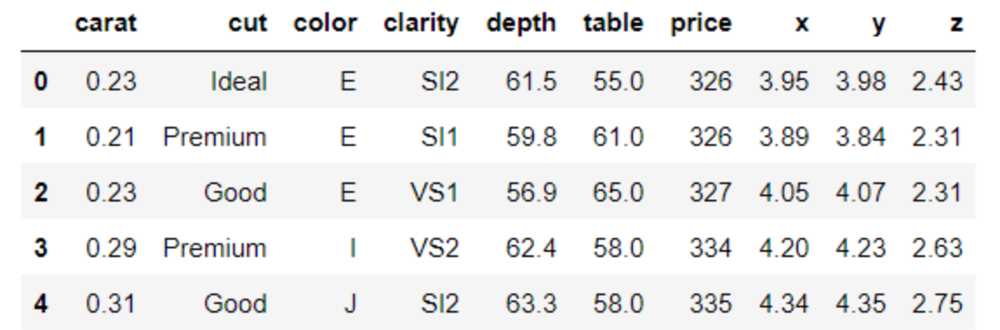 carat cut color clarity depth table price x y z
0 0.23 Ideal E SI2 61.5 55.0 326 3.95 3.98 2.43
1 0.21 Premium E SI1 59.8 61.0 326 3.89 3.84 2.31
2 0.23 Good E VS1 56.9 65.0 327 4.05 4.07 2.31
3 0.29 Premium I VS2 62.4 58.0 334 4.20 4.23 2.63
4 0.31 Good J SI2 63.3 58.0 335 4.34 4.35 2.75